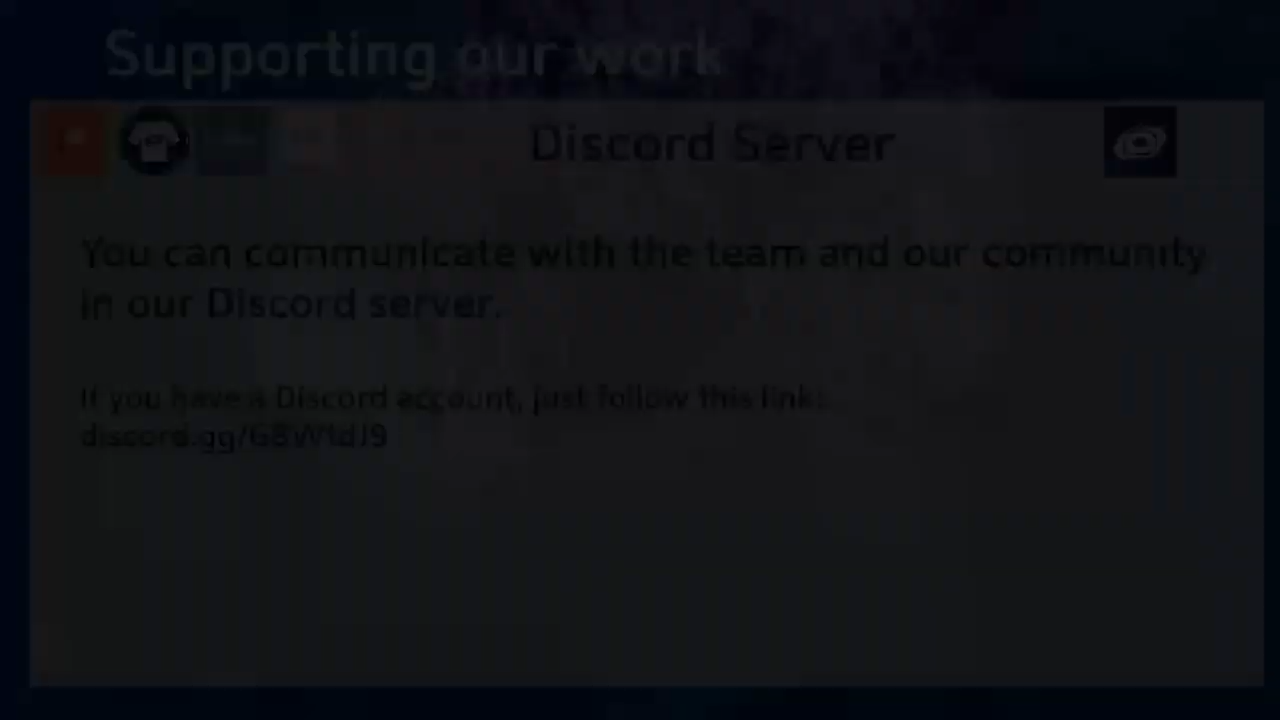 Supporting our work
Discord Server
You can communicate with the team and our community
in our Discord server.
If you have a Discord account, just follow this link: